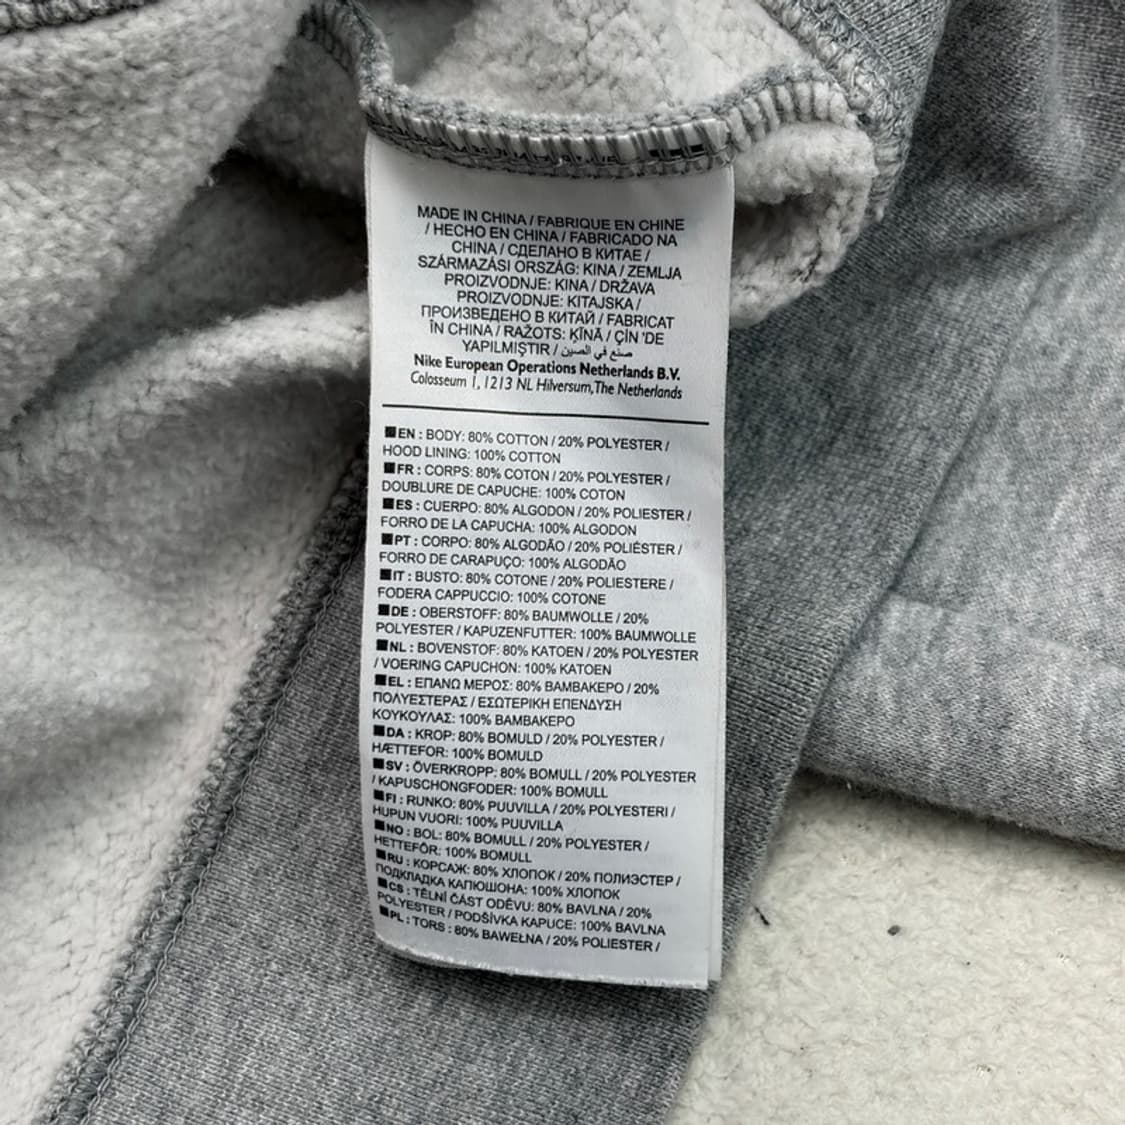 MADE IN CHINA / FABRIQUE EN CHINE
/ HECHO EN CHINA / FABRICADO NA
CHINA / СДЕЛАНО В КИТАЕ /
SZÁRMAZÁSI ORSZÁG: KINA / ZEMLJA
PROIZVODNJE: KINA / DRŽAVA
PROIZVODNJE: KITAJSKA /
ПРОИЗВЕДЕНО В КИТАЙ / FABRICAT
ÎN CHINA / RAŽOTS: ĶĪNĀ / ÇİN 'DE
YAPILMIŞTIR / صنع في الصين
Nike European Operations Netherlands B.V.
Colosseum 1, 1213 NL Hilversum, The Netherlands
■EN : BODY: 80% COTTON / 20% POLYESTER /
HOOD LINING: 100% COTTON
■FR : CORPS: 80% COTON / 20% POLYESTER /
DOUBLURE DE CAPUCHE: 100% COTON
■ES : CUERPO: 80% ALGODON / 20% POLIESTER /
FORRO DE LA CAPUCHA: 100% ALGODON
■PT : CORPO: 80% ALGODÃO / 20% POLIÉSTER /
FORRO DE CARAPUÇO: 100% ALGODÃO
■IT : BUSTO: 80% COTONE / 20% POLIESTERE /
FODERA CAPPUCCIO: 100% COTONE
■DE : OBERSTOFF: 80% BAUMWOLLE / 20%
POLYESTER / KAPUZENFUTTER: 100% BAUMWOLLE
■NL : BOVENSTOF: 80% KATOEN / 20% POLYESTER
/ VOERING CAPUCHON: 100% KATOEN
■EL : ΕΠΑΝΩ ΜΕΡΟΣ: 80% ΒΑΜΒΑΚΕΡΟ / 20%
ΠΟΛΥΕΣΤΕΡΑΣ / ΕΣΩΤΕΡΙΚΗ ΕΠΕΝΔΥΣΗ
ΚΟΥΚΟΥΛΑΣ: 100% ΒΑΜΒΑΚΕΡΟ
■DA : KROP: 80% BOMULD / 20% POLYESTER /
HÆTTEFOR: 100% BOMULD
■SV : ÖVERKROPP: 80% BOMULL / 20% POLYESTER
/ KAPUSCHONGFODER: 100% BOMULL
■FI : RUNKO: 80% PUUVILLA / 20% POLYESTERI /
HUPUN VUORI: 100% PUUVILLA
■NO : BOL: 80% BOMULL / 20% POLYESTER /
HETTEFÔR: 100% BOMULL
■RU : КОРСАЖ: 80% ХЛОПОК / 20% ПОЛИЭСТЕР /
ПОДКЛАДКА КАПЮШОНА: 100% ХЛОПОК
■CS : TĚLNÍ ČÁST ODĚVU: 80% BAVLNA / 20%
POLYESTER / PODŠÍVKA KAPUCE: 100% BAVLNA
■PL : TORS : 80% BAWEŁNA / 20% POLIESTER /